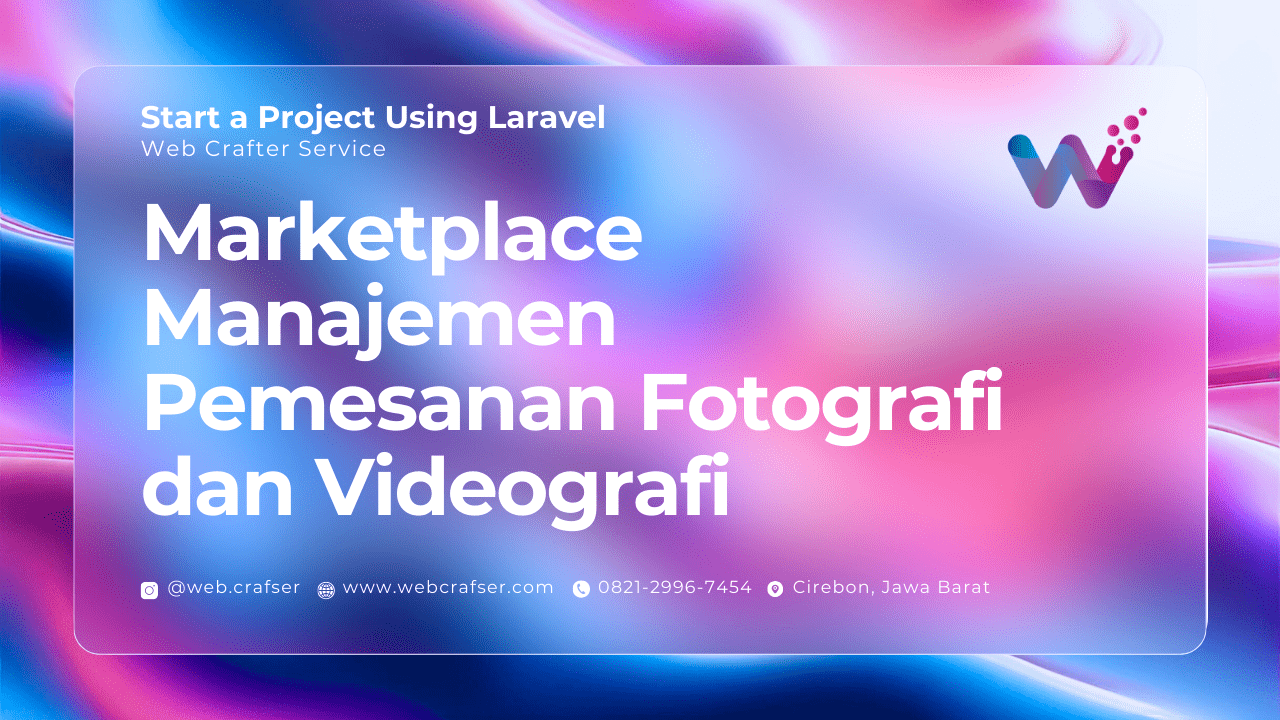 Start a Project Using Laravel
Web Crafter Service
Marketplace
Manajemen
Pemesanan Fotografi
dan Videografi
@web.crafser www.webcrafser.com 0821-2996-7454 Cirebon, Jawa Barat